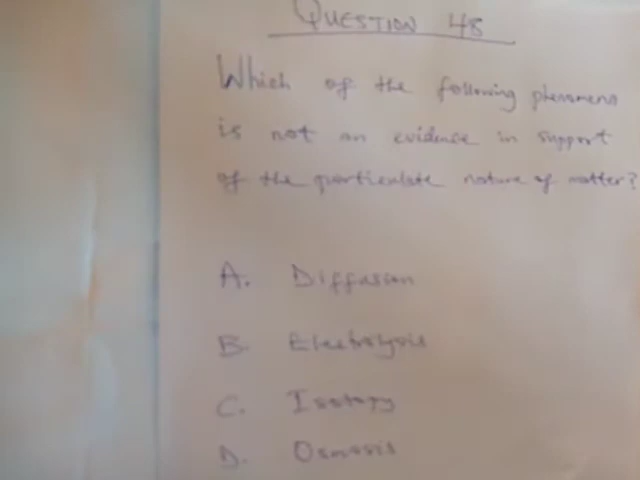 QUESTION 48
Which of the following phenomena
is not an evidence in support
of the particulate nature of matter?
A. Diffusion
B. Electrolysis
C. Isotopy
D. Osmosis